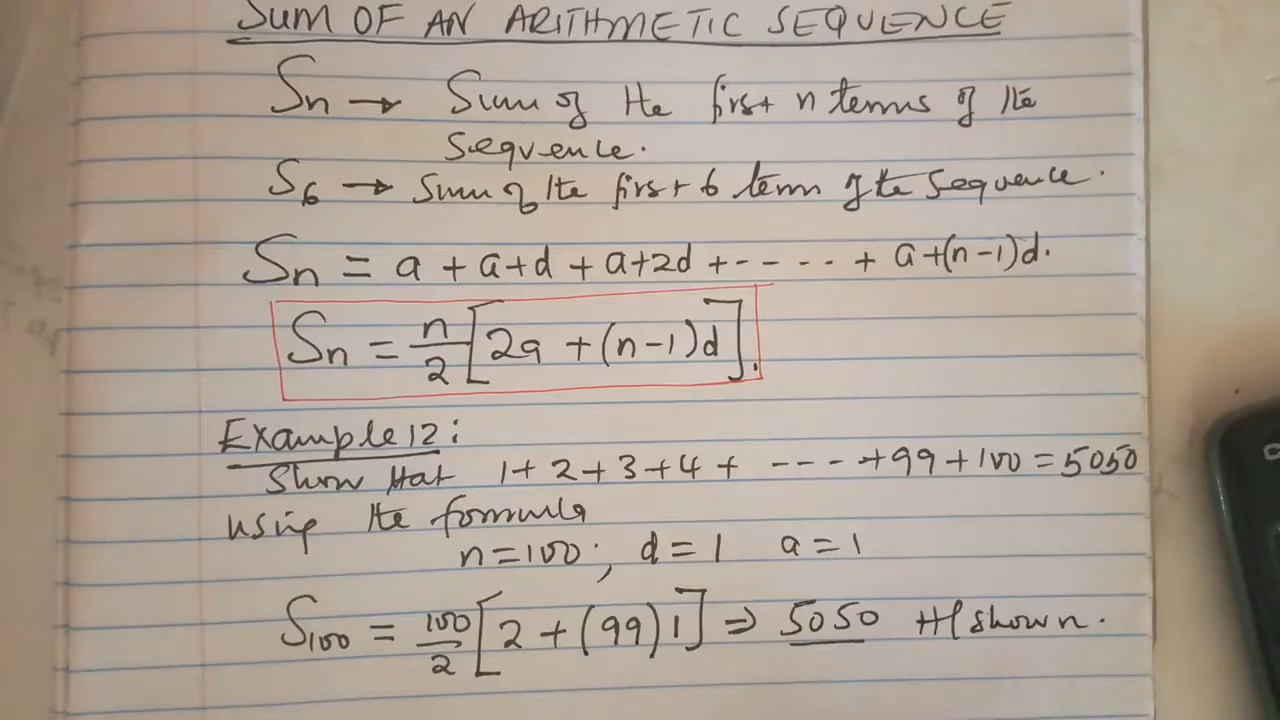 SUM OF AN ARITHMETIC SEQUENCE
Sn → Sum of the first n terms of the
sequence.
S6 → Sum of the first 6 term of the sequence.
Sn = a + a+d + a+2d +-----+ a+(n-1)d.
Sn = n/2 [2a + (n-1)d].
Example 12:
Show that 1+2+3+4+ ----+99+100 = 5050
using the formula
n=100; d=1 a=1
S100 = 100/2 [2 + (99)1] ⇒ 5050 H/shown.